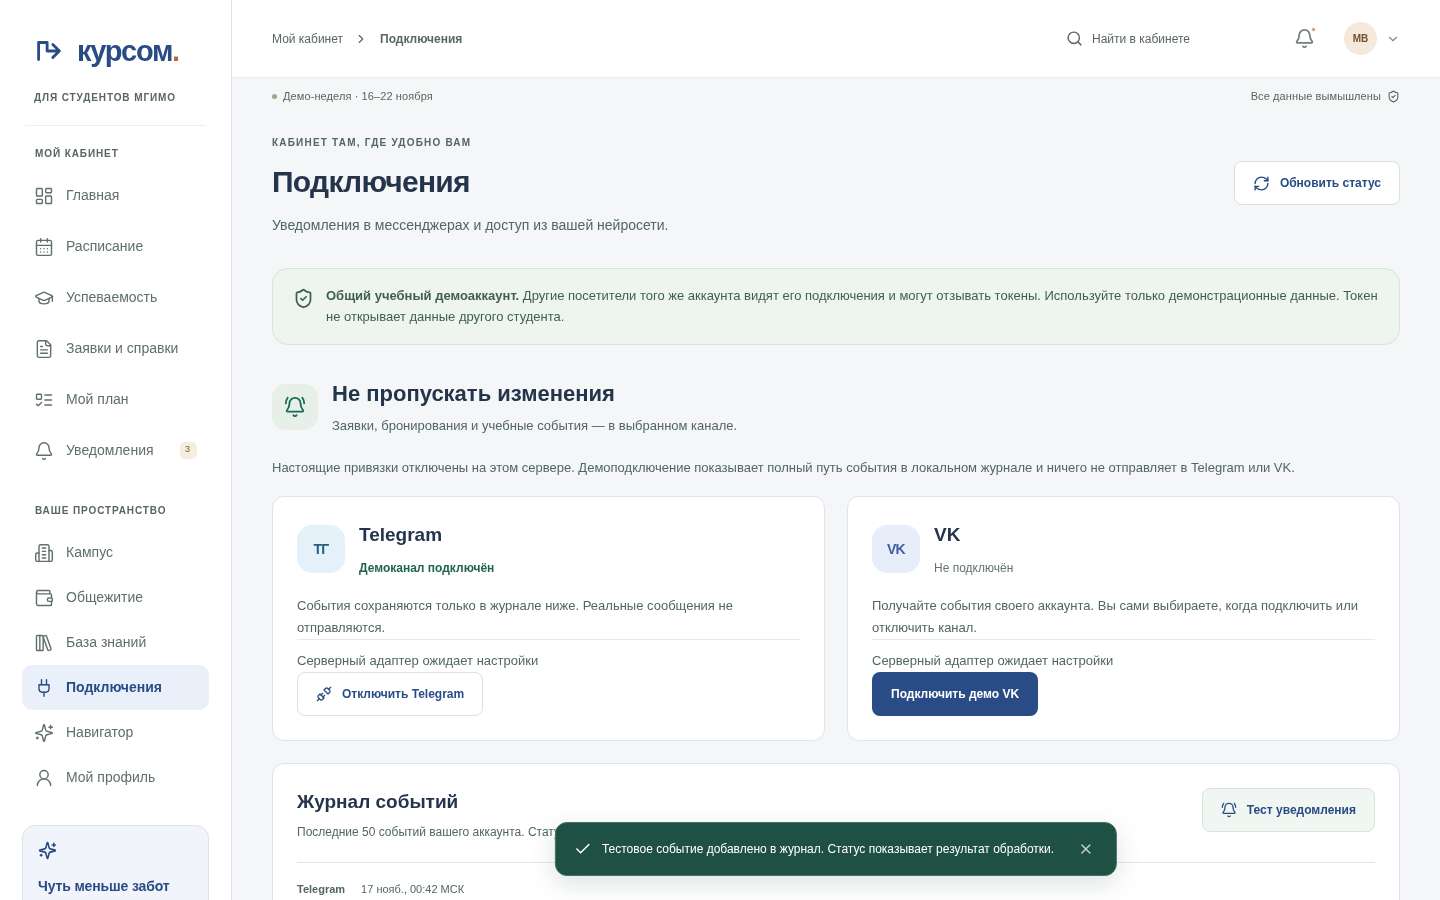 курсом.
ДЛЯ СТУДЕНТОВ МГИМО
МОЙ КАБИНЕТ
Главная
Расписание
Успеваемость
Заявки и справки
Мой план
Уведомления 3
ВАШЕ ПРОСТРАНСТВО
Кампус
Общежитие
База знаний
Подключения
Навигатор
Мой профиль
Чуть меньше забот
Мой кабинет Подключения
Найти в кабинете
МВ
Демо-неделя · 16–22 ноября
Все данные вымышлены
КАБИНЕТ ТАМ, ГДЕ УДОБНО ВАМ
Подключения
Обновить статус
Уведомления в мессенджерах и доступ из вашей нейросети.
Общий учебный демоаккаунт. Другие посетители того же аккаунта видят его подключения и могут отзывать токены. Используйте только демонстрационные данные. Токен
не открывает данные другого студента.
Не пропускать изменения
Заявки, бронирования и учебные события — в выбранном канале.
Настоящие привязки отключены на этом сервере. Демоподключение показывает полный путь события в локальном журнале и ничего не отправляет в Telegram или VK.
ТГ
Telegram
Демоканал подключён
События сохраняются только в журнале ниже. Реальные сообщения не
отправляются.
Серверный адаптер ожидает настройки
Отключить Telegram
VK
VK
Не подключён
Получайте события своего аккаунта. Вы сами выбираете, когда подключить или
отключить канал.
Серверный адаптер ожидает настройки
Подключить демо VK
Журнал событий
Последние 50 событий вашего аккаунта.
Тест уведомления
Тестовое событие добавлено в журнал. Статус показывает результат обработки.
Telegram 17 нояб., 00:42 МСК